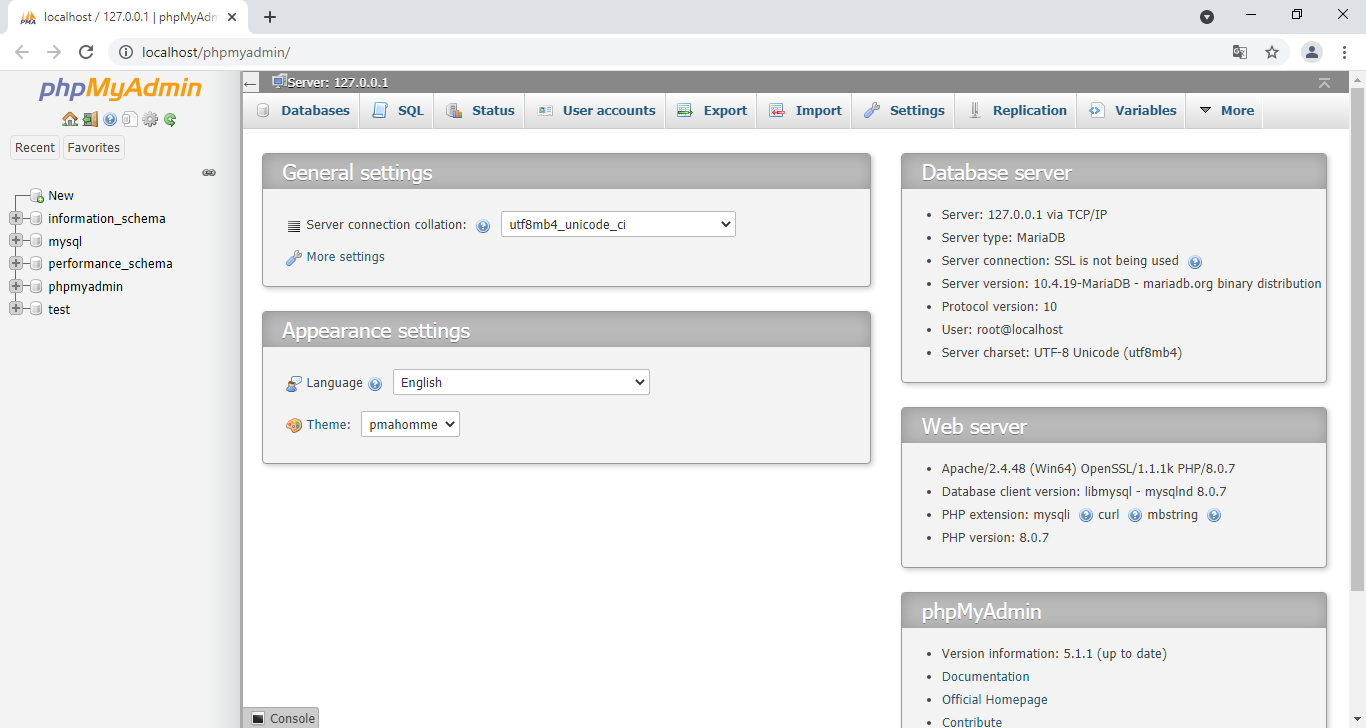 localhost / 127.0.0.1 | phpMyAdm
localhost/phpmyadmin/
phpMyAdmin
Recent Favorites
New
information_schema
mysql
performance_schema
phpmyadmin
test
Server: 127.0.0.1
Databases SQL Status User accounts Export Import Settings Replication Variables More
General settings
Server connection collation: utf8mb4_unicode_ci
More settings
Appearance settings
Language English
Theme: pmahomme
Database server
Server: 127.0.0.1 via TCP/IP
Server type: MariaDB
Server connection: SSL is not being used
Server version: 10.4.19-MariaDB - mariadb.org binary distribution
Protocol version: 10
User: root@localhost
Server charset: UTF-8 Unicode (utf8mb4)
Web server
Apache/2.4.48 (Win64) OpenSSL/1.1.1k PHP/8.0.7
Database client version: libmysql - mysqlnd 8.0.7
PHP extension: mysqli curl mbstring
PHP version: 8.0.7
phpMyAdmin
Version information: 5.1.1 (up to date)
Documentation
Official Homepage
Contribute
Console